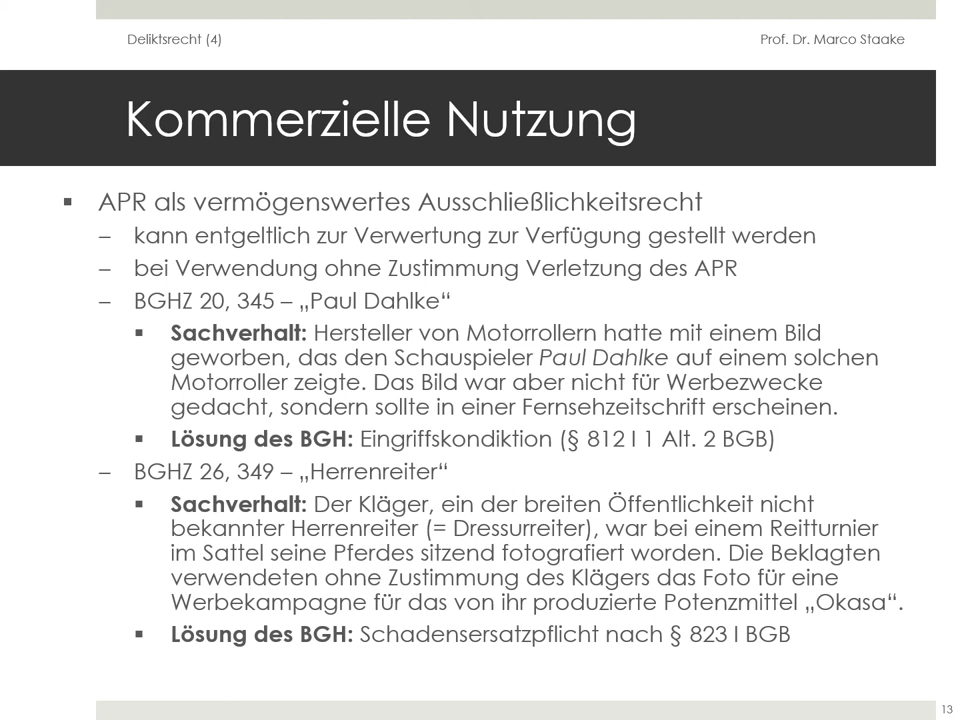 Deliktsrecht (4)
Prof. Dr. Marco Staake
Kommerzielle Nutzung
▪ APR als vermögenswertes Ausschließlichkeitsrecht
– kann entgeltlich zur Verwertung zur Verfügung gestellt werden
– bei Verwendung ohne Zustimmung Verletzung des APR
– BGHZ 20, 345 – „Paul Dahlke“
▪ Sachverhalt: Hersteller von Motorrollern hatte mit einem Bild
geworben, das den Schauspieler Paul Dahlke auf einem solchen
Motorroller zeigte. Das Bild war aber nicht für Werbezwecke
gedacht, sondern sollte in einer Fernsehzeitschrift erscheinen.
▪ Lösung des BGH: Eingriffskondiktion (§ 812 I 1 Alt. 2 BGB)
– BGHZ 26, 349 – „Herrenreiter“
▪ Sachverhalt: Der Kläger, ein der breiten Öffentlichkeit nicht
bekannter Herrenreiter (= Dressurreiter), war bei einem Reitturnier
im Sattel seine Pferdes sitzend fotografiert worden. Die Beklagten
verwendeten ohne Zustimmung des Klägers das Foto für eine
Werbekampagne für das von ihr produzierte Potenzmittel „Okasa“.
▪ Lösung des BGH: Schadensersatzpflicht nach § 823 I BGB
13